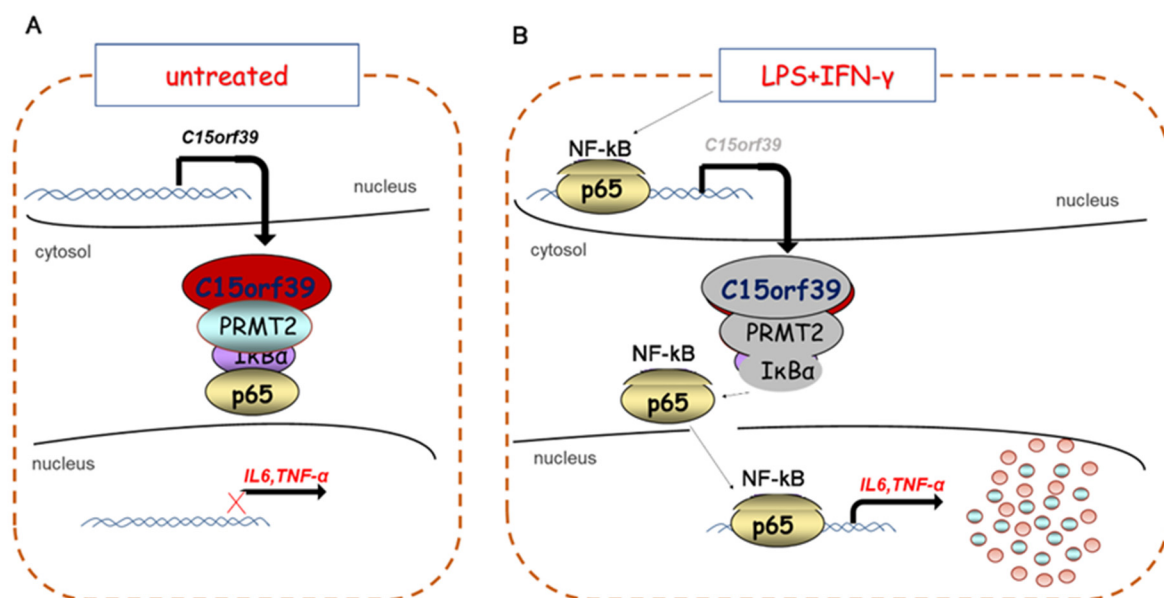 A
untreated
C15orf39
nucleus
cytosol
C15orf39
PRMT2
IκBα
p65
nucleus
IL6,TNF-α
B
LPS+IFN-γ
NF-kB
p65
C15orf39
nucleus
cytosol
C15orf39
PRMT2
IκBα
NF-kB
p65
nucleus
NF-kB
p65
IL6,TNF-α